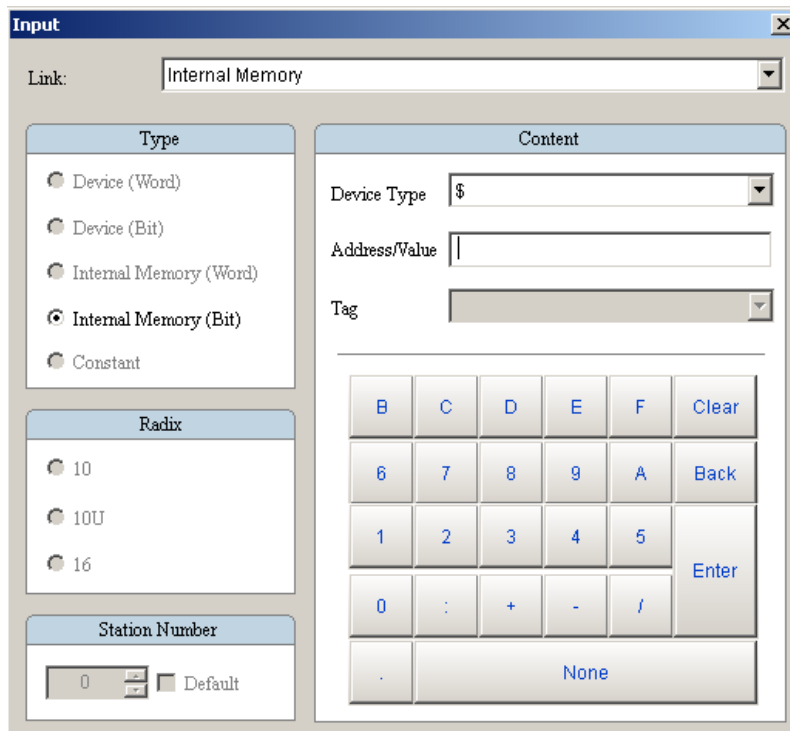 Input
Link: Internal Memory
Type
Device (Word)
Device (Bit)
Internal Memory (Word)
Internal Memory (Bit)
Constant
Radix
10
10U
16
Station Number
0 Default
Content
Device Type $
Address/Value
Tag
B C D E F Clear
6 7 8 9 A Back
1 2 3 4 5
Enter
0 : + - /
. None